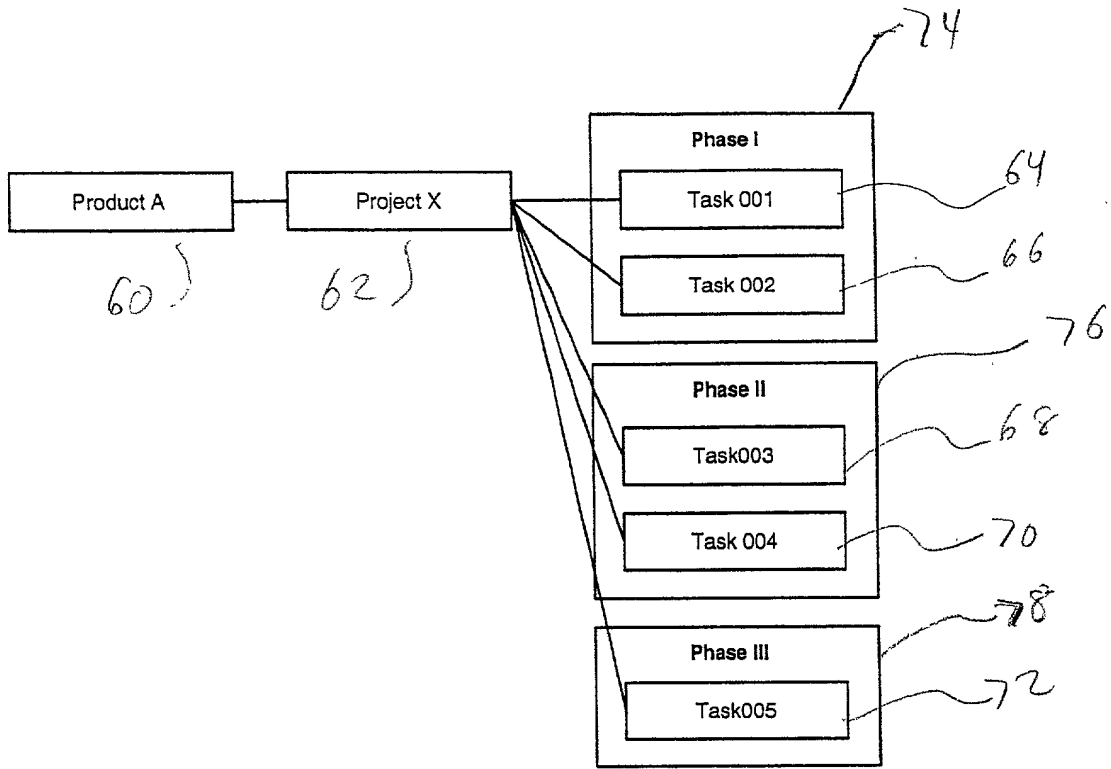 74
Phase I
Product A
Project X
Task 001
64
60
62
Task 002
66
76
Phase II
Task003
68
Task 004
70
78
Phase III
Task005
72